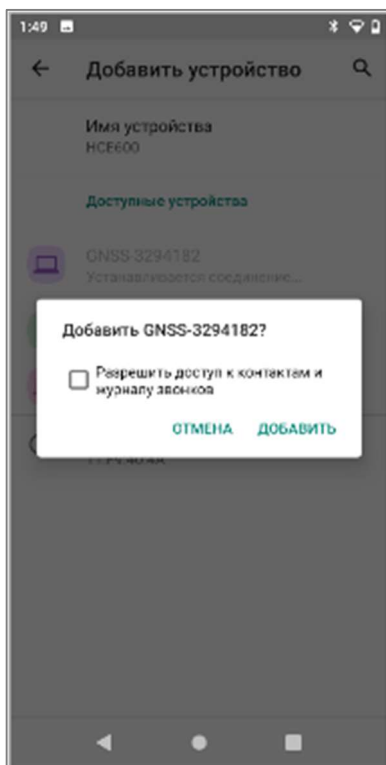 1:49
Добавить устройство
Имя устройства
HCE600
Доступные устройства
GNSS-3294182
Устанавливается соединение...
Добавить GNSS-3294182?
Разрешить доступ к контактам и
журналу звонков
ОТМЕНА ДОБАВИТЬ